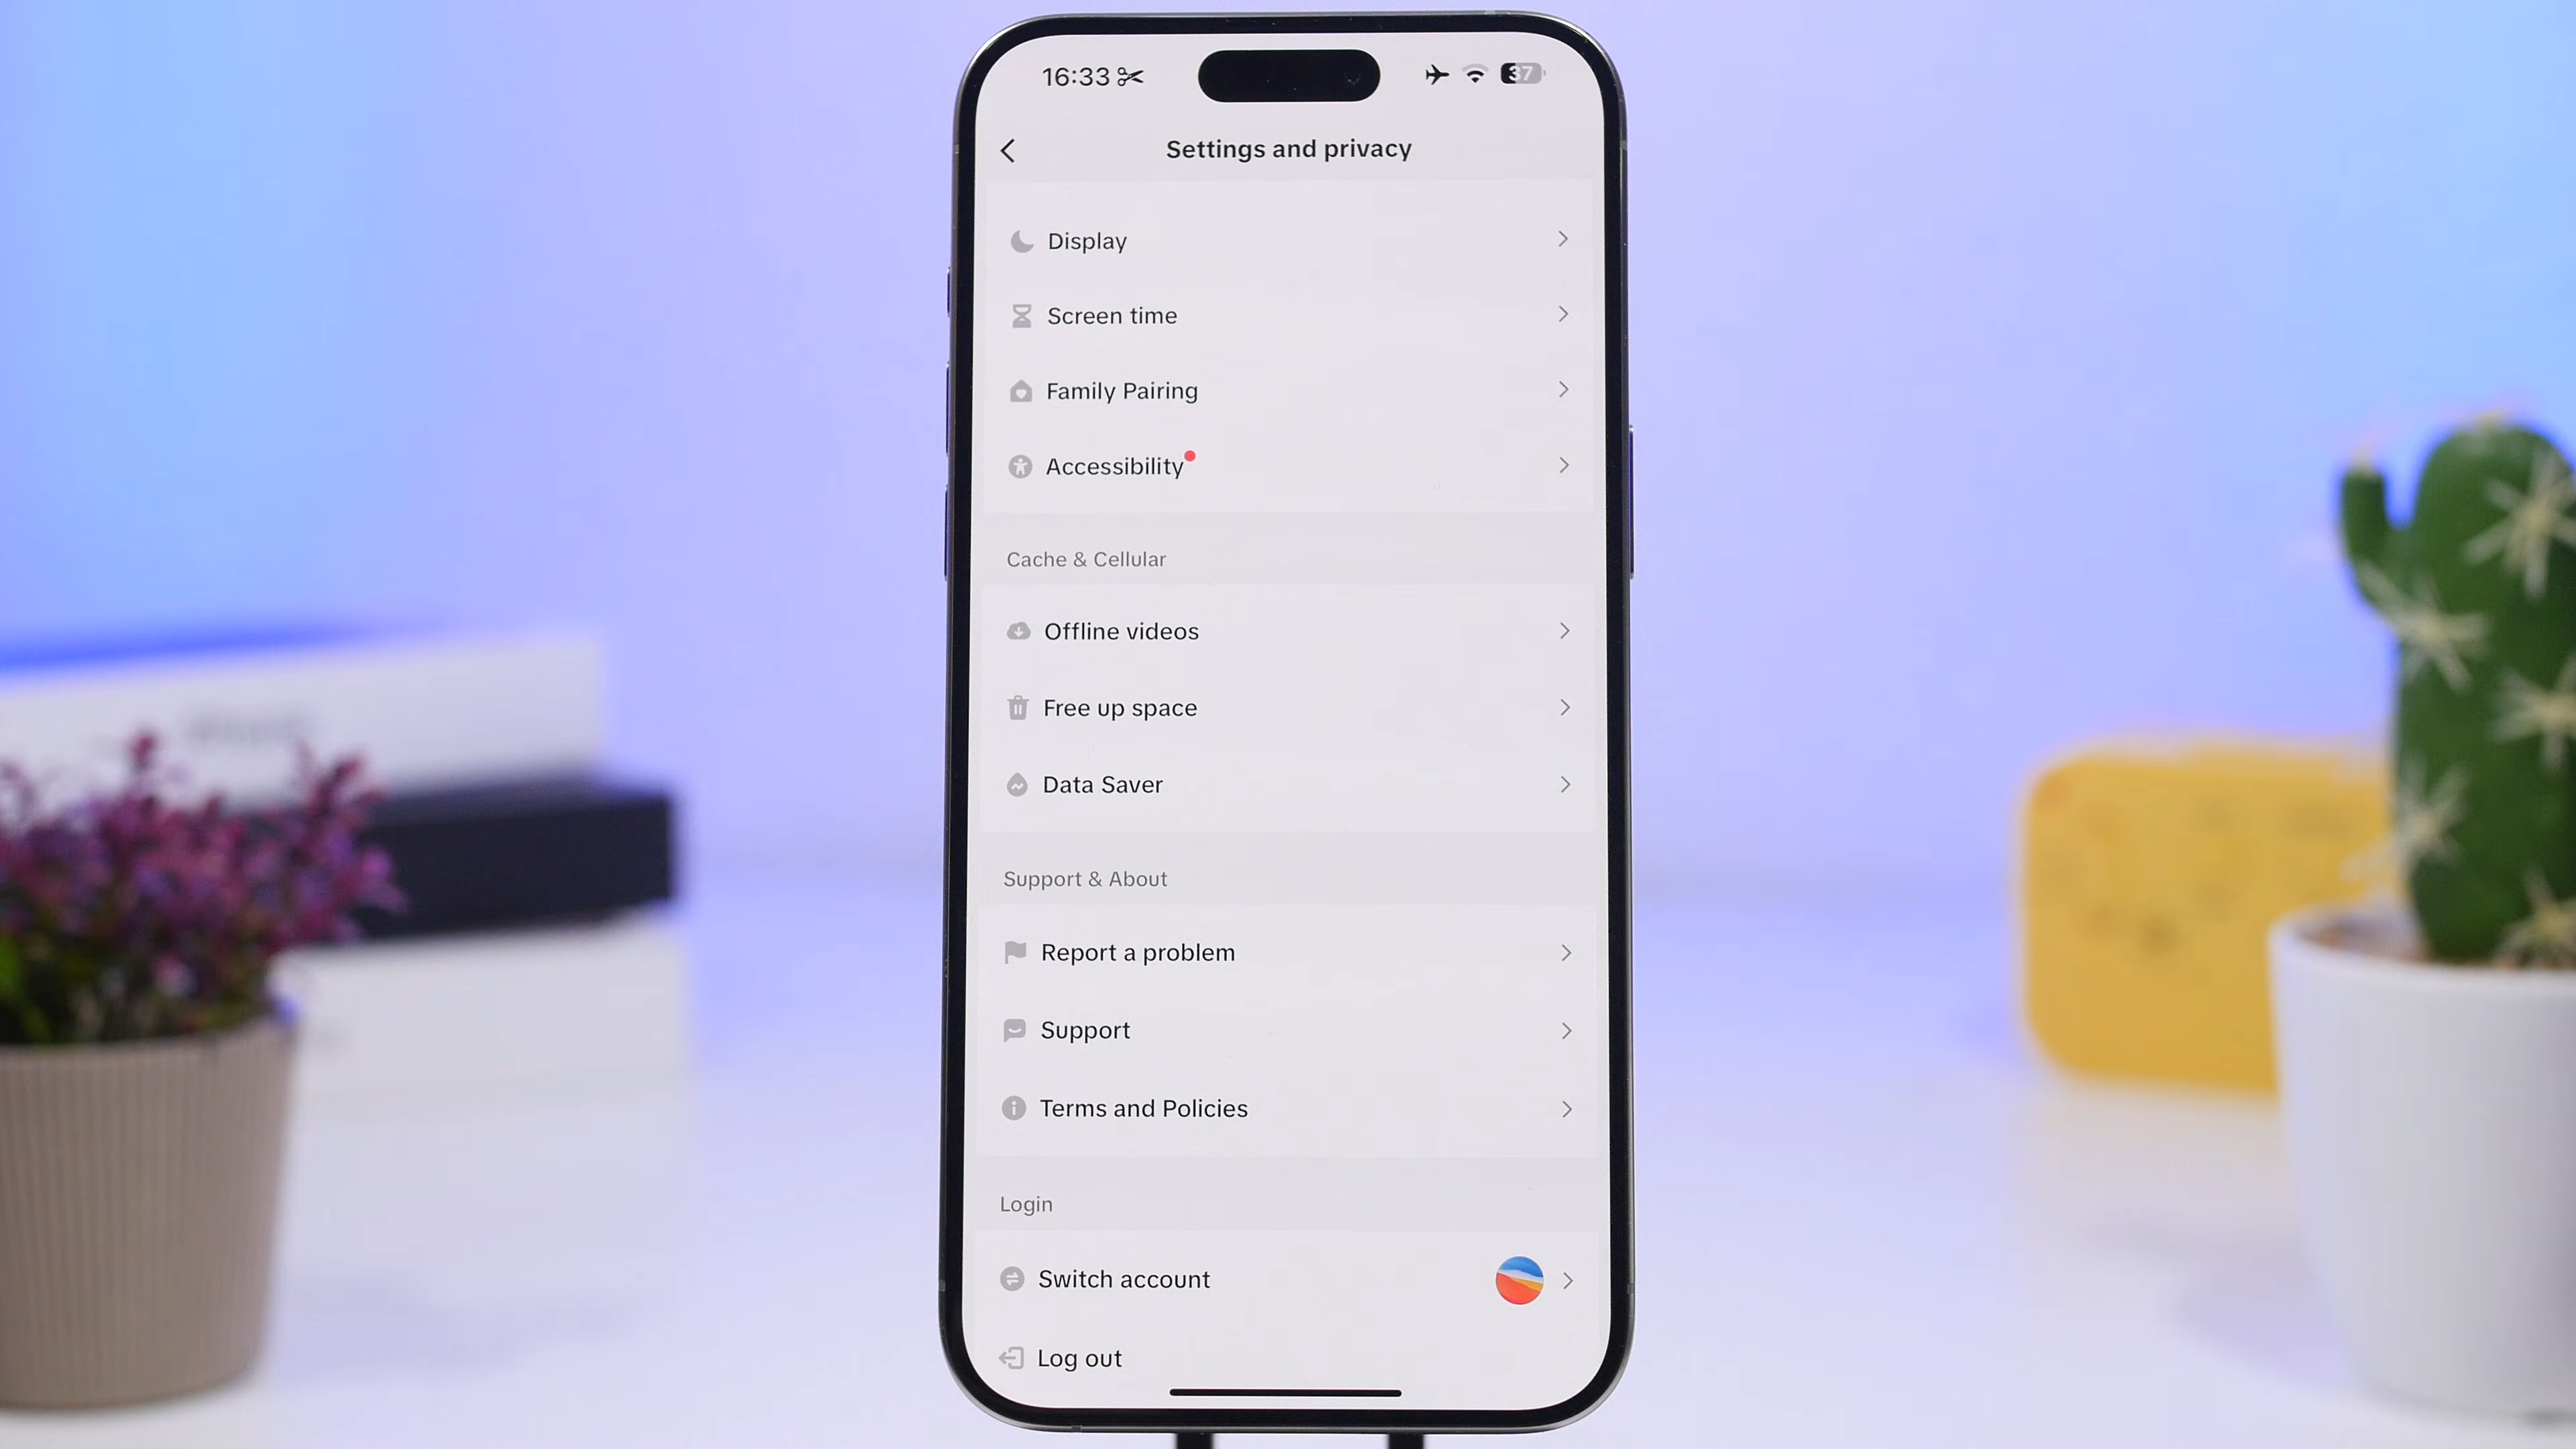 16:33
37
Settings and privacy
Display
Screen time
Family Pairing
Accessibility
Cache & Cellular
Offline videos
Free up space
Data Saver
Support & About
Report a problem
Support
Terms and Policies
Login
Switch account
Log out